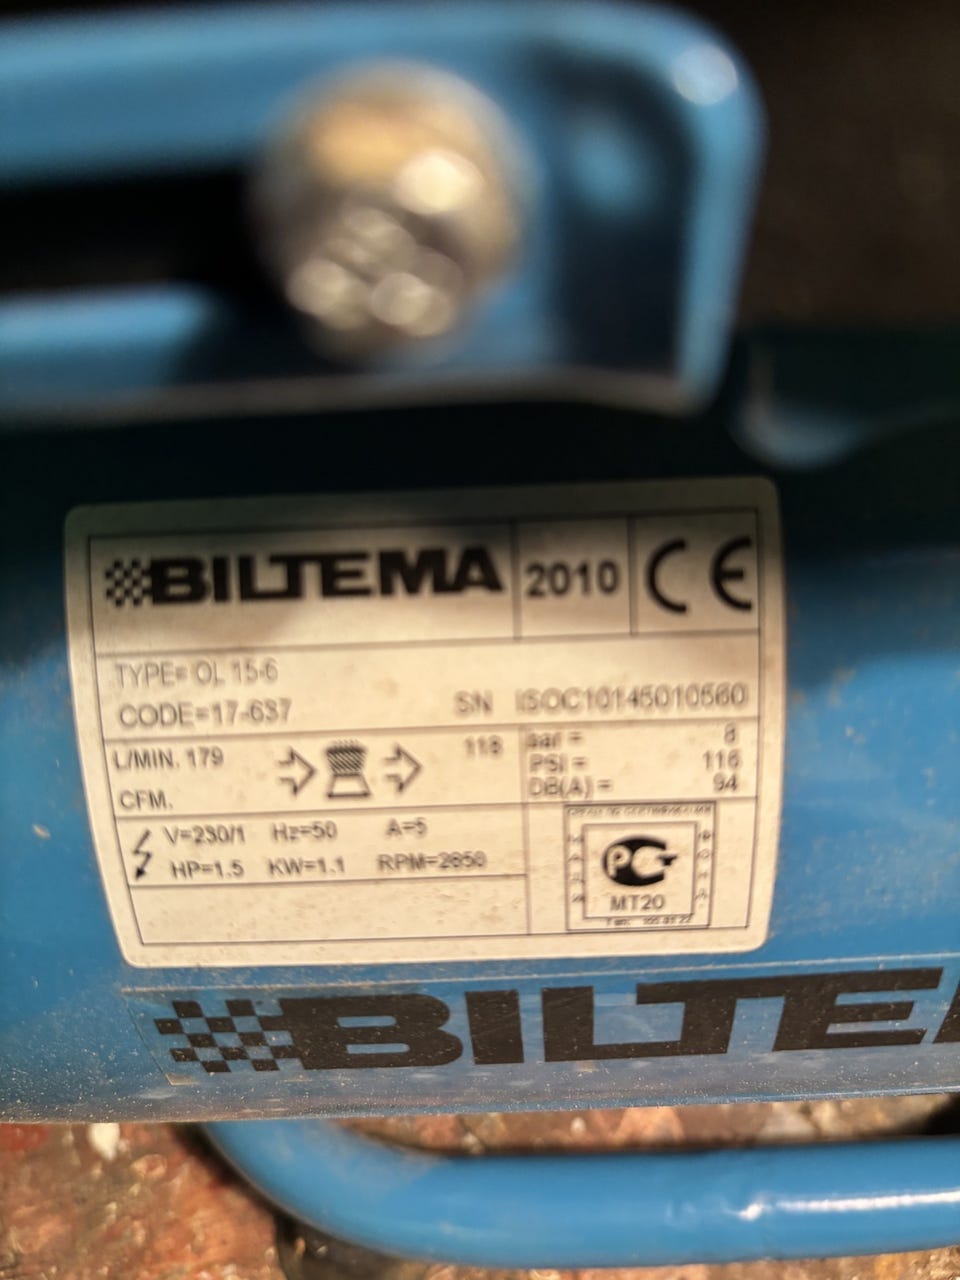 BILTEMA 2010 CE
TYPE= OL 15-6
CODE=17-637 SN ISOC10145010560
L/MIN. 179 118
CFM.
Bar = 8
PSI = 116
DB(A) = 94
V=230/1 Hz=50 A=5
HP=1.5 KW=1.1 RPM=2850
PCT
MT20
BILTE